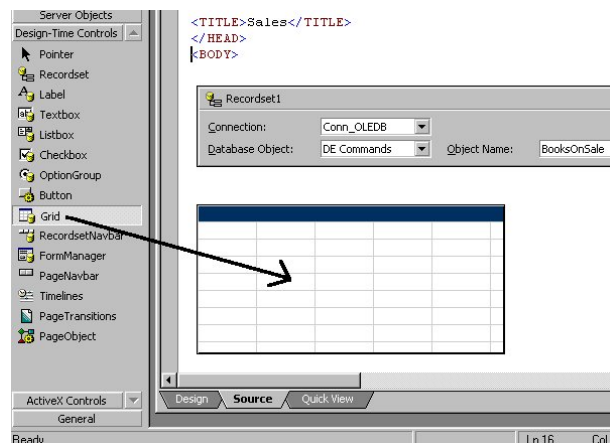 Server Objects
Design-Time Controls
Pointer
Recordset
Label
Textbox
Listbox
Checkbox
OptionGroup
Button
Grid
RecordsetNavbar
FormManager
PageNavbar
Timelines
PageTransitions
PageObject
ActiveX Controls
General
<TITLE>Sales</TITLE>
</HEAD>
<BODY>
Recordset1
Connection: Conn_OLEDB
Database Object: DE Commands Object Name: BooksOnSale
Design Source Quick View
Ready Ln 16 Col